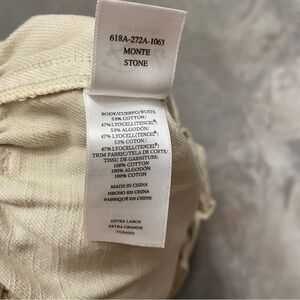 618A-272A-1063
MONTE
STONE
BODY/CUERPO/BUSTE
53% COTTON/
47% LYOCELL(TENCEL®)
53% ALGODÓN/
47% LYOCELL(TENCEL®)
53% COTON/
47% LYOCELL(TENCEL®)
TRIM FABRIC/TELA DE CORTE/
TISSU DE GARNITURE:
100% COTTON
100% ALGODÓN
100% COTON
MADE IN CHINA
HECHO EN CHINA
FABRIQUÉ EN CHINE
EXTRA LARGE
EXTRA GRANDE
TGRAND